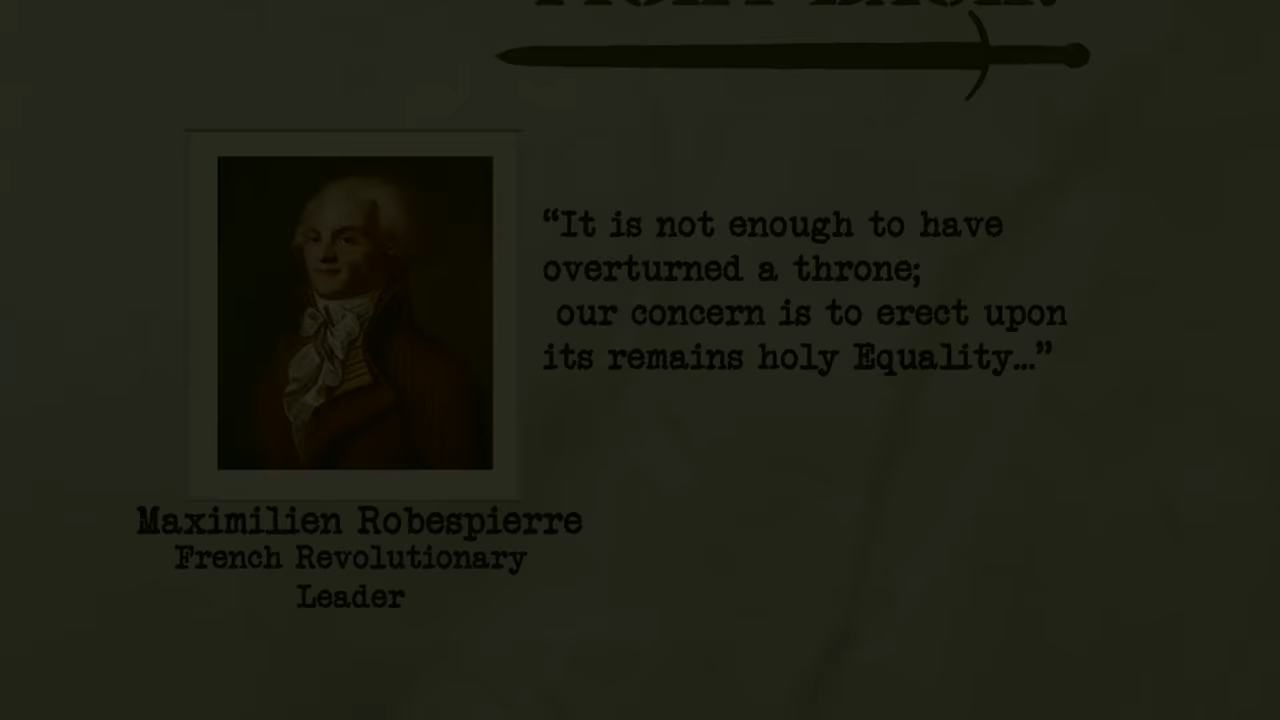 “It is not enough to have
overturned a throne;
our concern is to erect upon
its remains holy Equality...”
Maximilien Robespierre
French Revolutionary
Leader